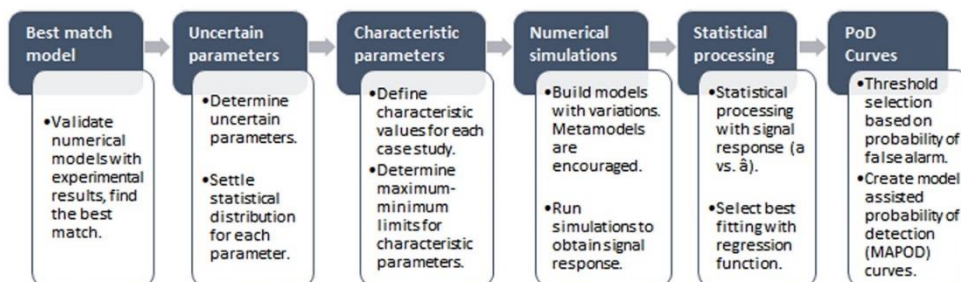 Best match
model
•Validate
numerical
models with
experimental
results, find
the best
match.
Uncertain
parameters
•Determine
uncertain
parameters.
•Settle
statistical
distribution
for each
parameter.
Characteristic
parameters
•Define
characteristic
values for each
case study.
•Determine
maximum-
minimum
limits for
characteristic
parameters.
Numerical
simulations
•Build models
with variations.
Metamodels
are
encouraged.
•Run
simulations to
obtain signal
response.
Statistical
processing
•Statistical
processing
with signal
response (a
vs. â).
•Select best
fitting with
regression
function.
PoD
Curves
•Threshold
selection
based on
probability of
false alarm.
•Create model
assisted
probability of
detection
(MAPOD)
curves.